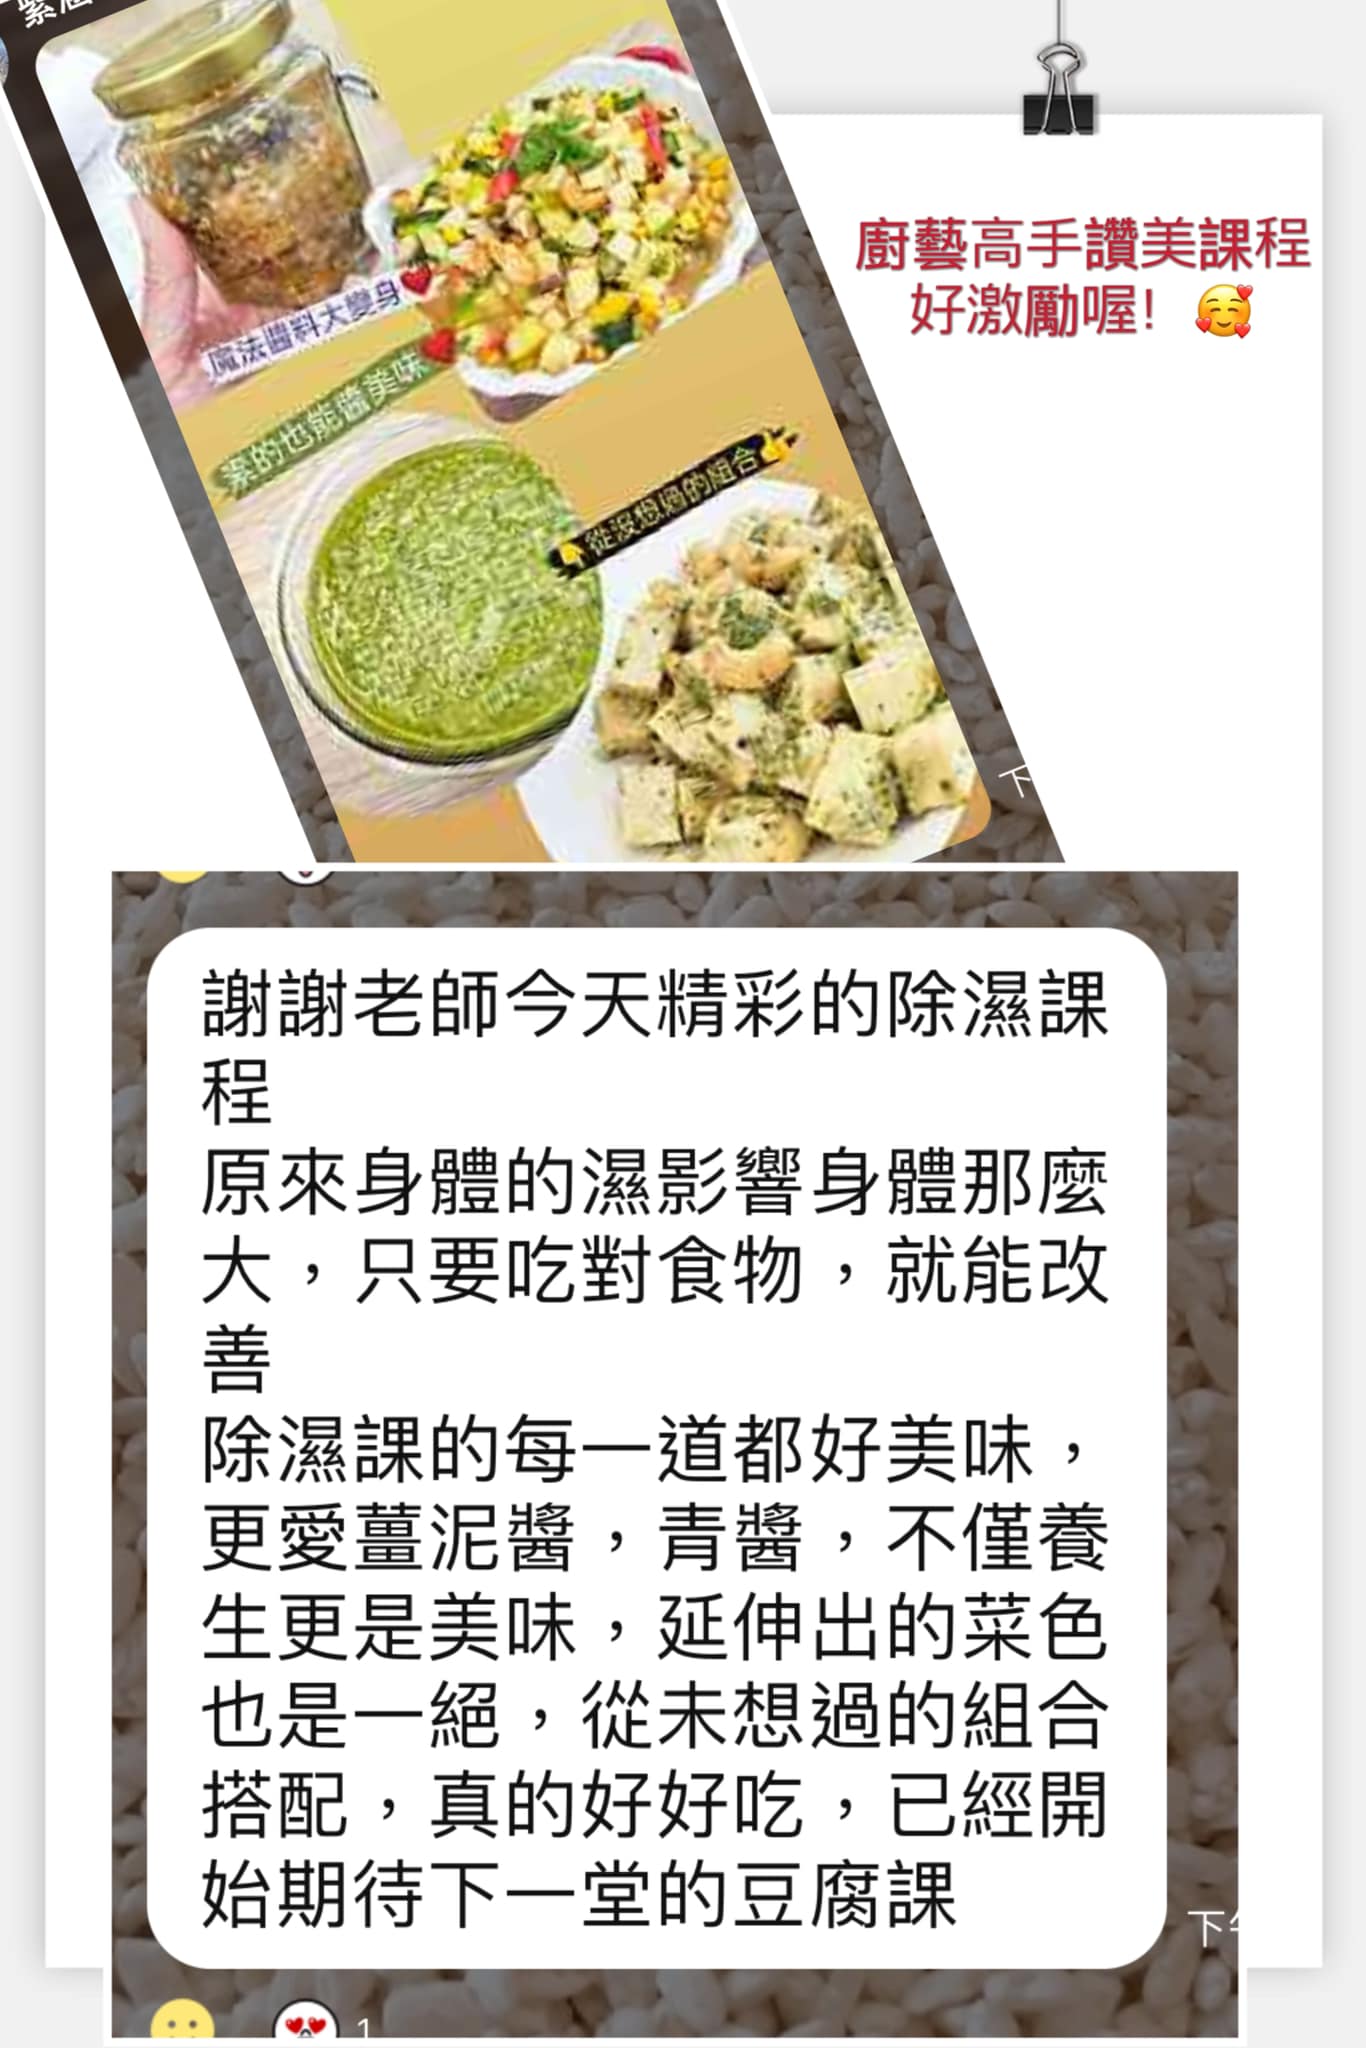 廚藝高手讚美課程
好激勵喔！🥰
魔法醬料大變身❤️
素的也能醬美味❤️
👇從沒想過的組合👇
下
謝謝老師今天精彩的除濕課
程
原來身體的濕影響身體那麼
大，只要吃對食物，就能改
善
除濕課的每一道都好美味，
更愛薑泥醬，青醬，不僅養
生更是美味，延伸出的菜色
也是一絕，從未想過的組合
搭配，真的好好吃，已經開
始期待下一堂的豆腐課
下午
1